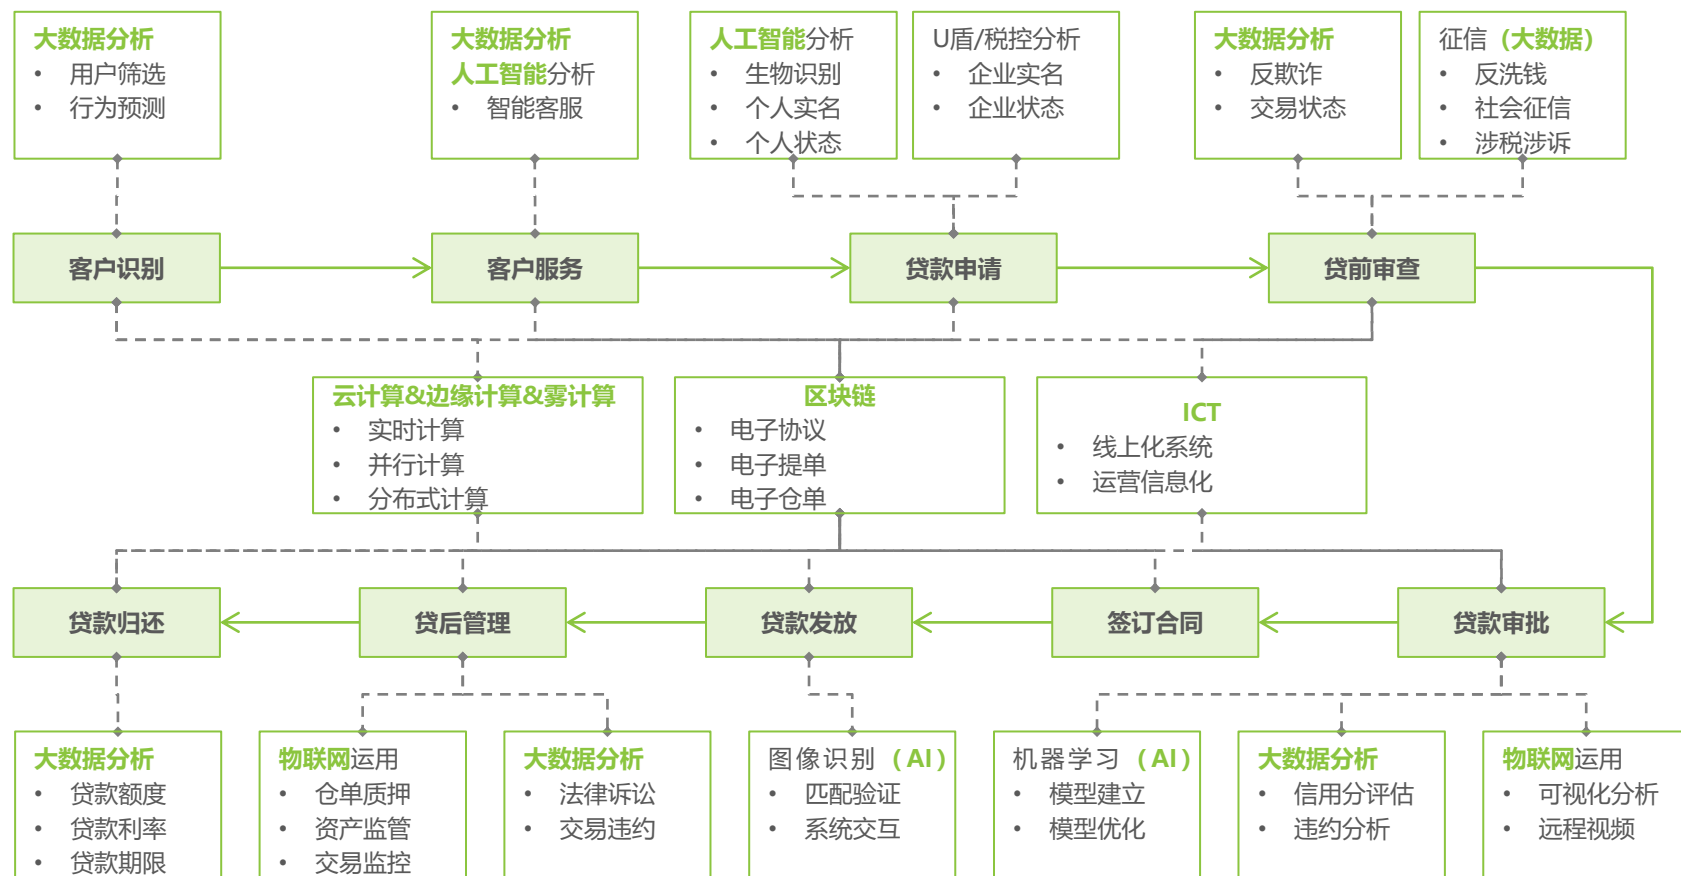 大数据分析
• 用户筛选
• 行为预测
大数据分析
人工智能分析
• 智能客服
人工智能分析
• 生物识别
• 个人实名
• 个人状态
U盾/税控分析
• 企业实名
• 企业状态
大数据分析
• 反欺诈
• 交易状态
征信（大数据）
• 反洗钱
• 社会征信
• 涉税涉诉
客户识别
客户服务
贷款申请
贷前审查
云计算&边缘计算&雾计算
• 实时计算
• 并行计算
• 分布式计算
区块链
• 电子协议
• 电子提单
• 电子仓单
ICT
• 线上化系统
• 运营信息化
贷款归还
贷后管理
贷款发放
签订合同
贷款审批
大数据分析
• 贷款额度
• 贷款利率
• 贷款期限
物联网运用
• 仓单质押
• 资产监管
• 交易监控
大数据分析
• 法律诉讼
• 交易违约
图像识别（AI）
• 匹配验证
• 系统交互
机器学习（AI）
• 模型建立
• 模型优化
大数据分析
• 信用分评估
• 违约分析
物联网运用
• 可视化分析
• 远程视频